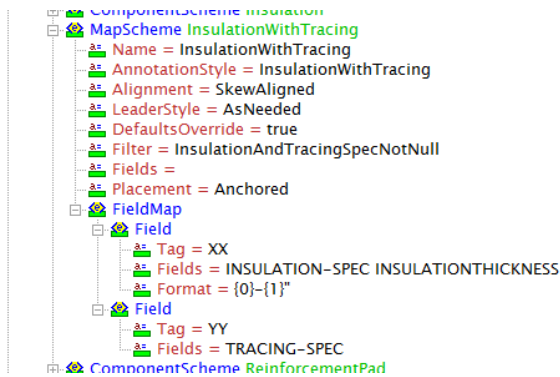 ComponentScheme Insulation
MapScheme InsulationWithTracing
a= Name = InsulationWithTracing
a= AnnotationStyle = InsulationWithTracing
a= Alignment = SkewAligned
a= LeaderStyle = AsNeeded
a= DefaultsOverride = true
a= Filter = InsulationAndTracingSpecNotNull
a= Fields =
a= Placement = Anchored
FieldMap
Field
a= Tag = XX
a= Fields = INSULATION-SPEC INSULATIONTHICKNESS
a= Format = {0}-{1}"
Field
a= Tag = YY
a= Fields = TRACING-SPEC
ComponentScheme ReinforcementPad